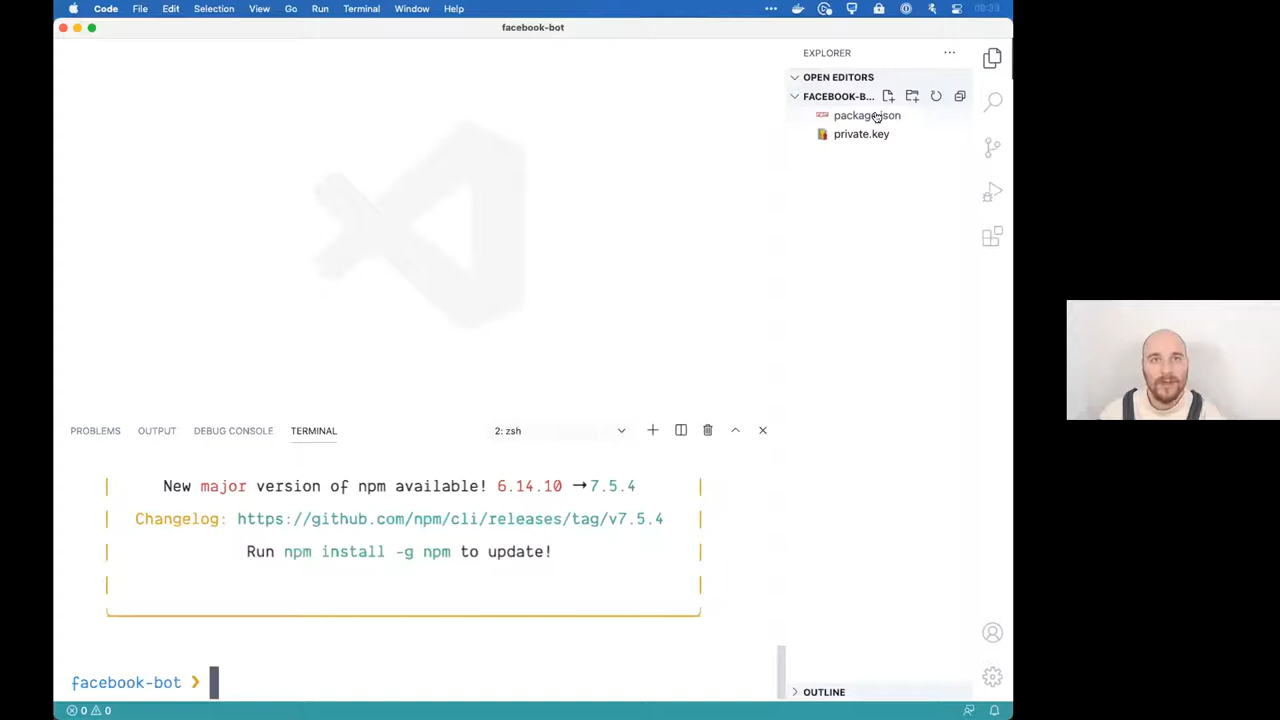 Code File Edit Selection View Go Run Terminal Window Help 09:33
facebook-bot
EXPLORER
OPEN EDITORS
FACEBOOK-B...
package.json
private.key
PROBLEMS OUTPUT DEBUG CONSOLE TERMINAL 2: zsh
New major version of npm available! 6.14.10 → 7.5.4
Changelog: https://github.com/npm/cli/releases/tag/v7.5.4
Run npm install -g npm to update!
facebook-bot ❯
OUTLINE
0 0